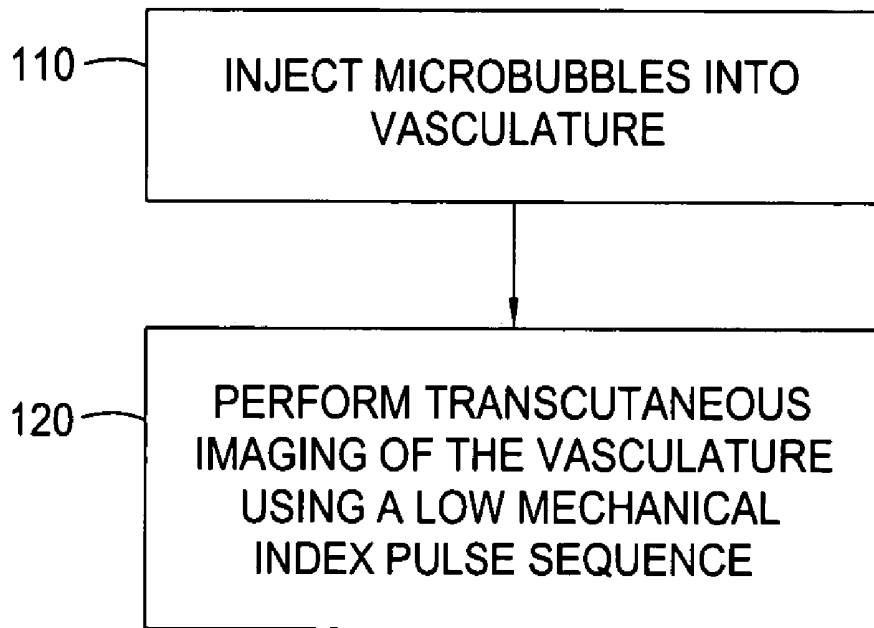 110
INJECT MICROBUBBLES INTO
VASCULATURE
120
PERFORM TRANSCUTANEOUS
IMAGING OF THE VASCULATURE
USING A LOW MECHANICAL
INDEX PULSE SEQUENCE